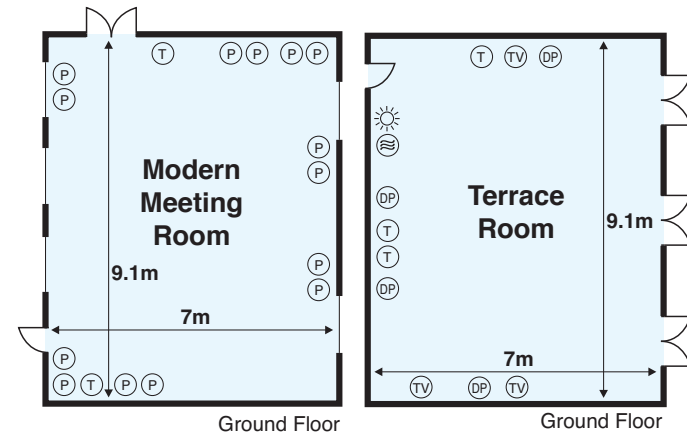 T P P P P
P
P
Modern
Meeting
Room
P
P
9.1m
P
P
7m
P
P T P P
Ground Floor
T TV DP
DP
Terrace
Room
T
9.1m
T
DP
7m
TV DP TV
Ground Floor